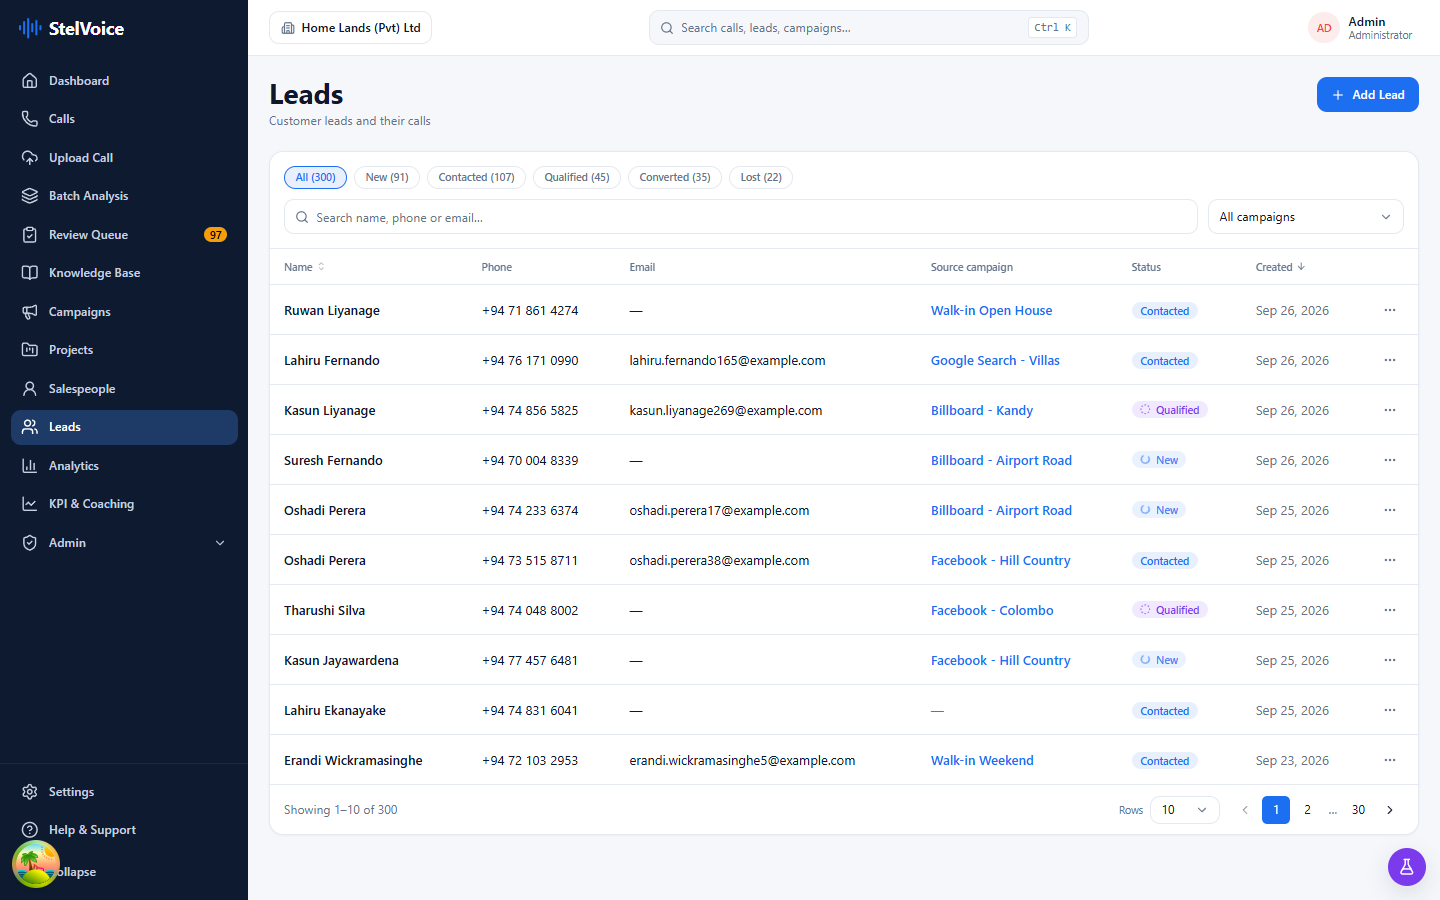 StelVoice
Home Lands (Pvt) Ltd
Search calls, leads, campaigns...
Ctrl K
AD
Admin
Administrator
Dashboard
Calls
Upload Call
Batch Analysis
Review Queue 97
Knowledge Base
Campaigns
Projects
Salespeople
Leads
Analytics
KPI & Coaching
Admin
Settings
Help & Support
ollapse
Leads
Customer leads and their calls
+ Add Lead
All (300) New (91) Contacted (107) Qualified (45) Converted (35) Lost (22)
Search name, phone or email...
All campaigns
Name Phone Email Source campaign Status Created
Ruwan Liyanage +94 71 861 4274 — Walk-in Open House Contacted Sep 26, 2026 ...
Lahiru Fernando +94 76 171 0990 lahiru.fernando165@example.com Google Search - Villas Contacted Sep 26, 2026 ...
Kasun Liyanage +94 74 856 5825 kasun.liyanage269@example.com Billboard - Kandy Qualified Sep 26, 2026 ...
Suresh Fernando +94 70 004 8339 — Billboard - Airport Road New Sep 26, 2026 ...
Oshadi Perera +94 74 233 6374 oshadi.perera17@example.com Billboard - Airport Road New Sep 25, 2026 ...
Oshadi Perera +94 73 515 8711 oshadi.perera38@example.com Facebook - Hill Country Contacted Sep 25, 2026 ...
Tharushi Silva +94 74 048 8002 — Facebook - Colombo Qualified Sep 25, 2026 ...
Kasun Jayawardena +94 77 457 6481 — Facebook - Hill Country New Sep 25, 2026 ...
Lahiru Ekanayake +94 74 831 6041 — — Contacted Sep 25, 2026 ...
Erandi Wickramasinghe +94 72 103 2953 erandi.wickramasinghe5@example.com Walk-in Weekend Contacted Sep 23, 2026 ...
Showing 1–10 of 300
Rows 10
1 2 ... 30